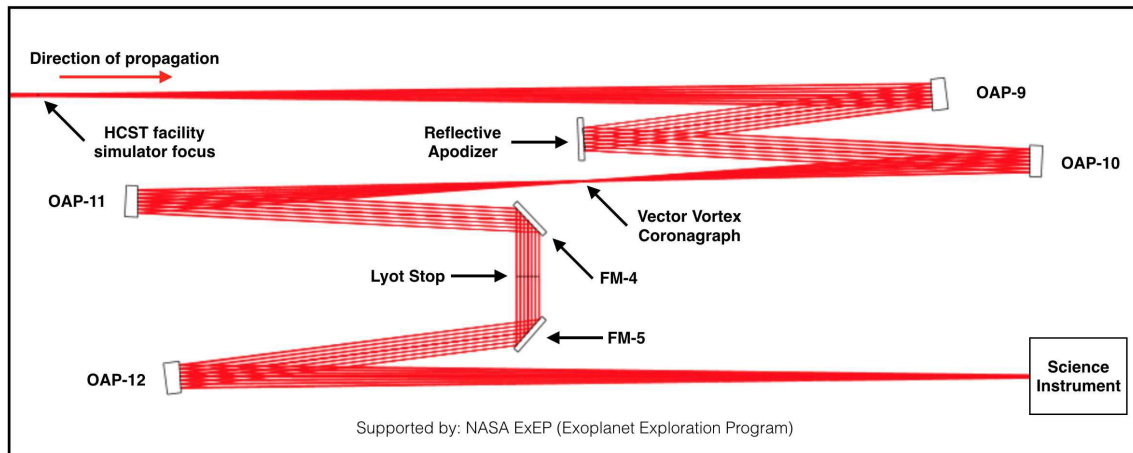 Direction of propagation
OAP-9
HCST facility
simulator focus
Reflective
Apodizer
OAP-10
OAP-11
Vector Vortex
Coronagraph
Lyot Stop
FM-4
FM-5
OAP-12
Science
Instrument
Supported by: NASA ExEP (Exoplanet Exploration Program)